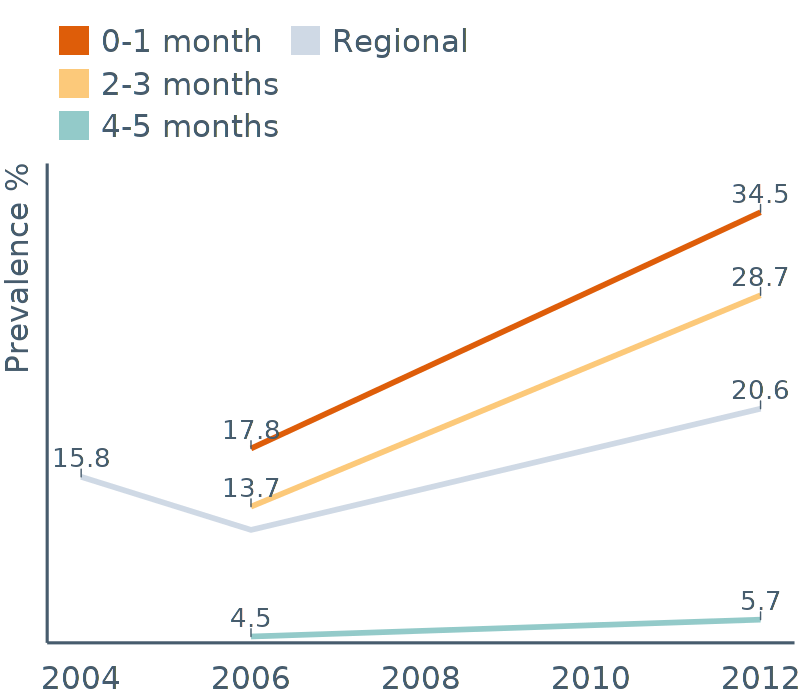 0-1 month
Regional
2-3 months
4-5 months
Prevalence %
34.5
28.7
20.6
17.8
15.8
13.7
5.7
4.5
2004 2006 2008 2010 2012